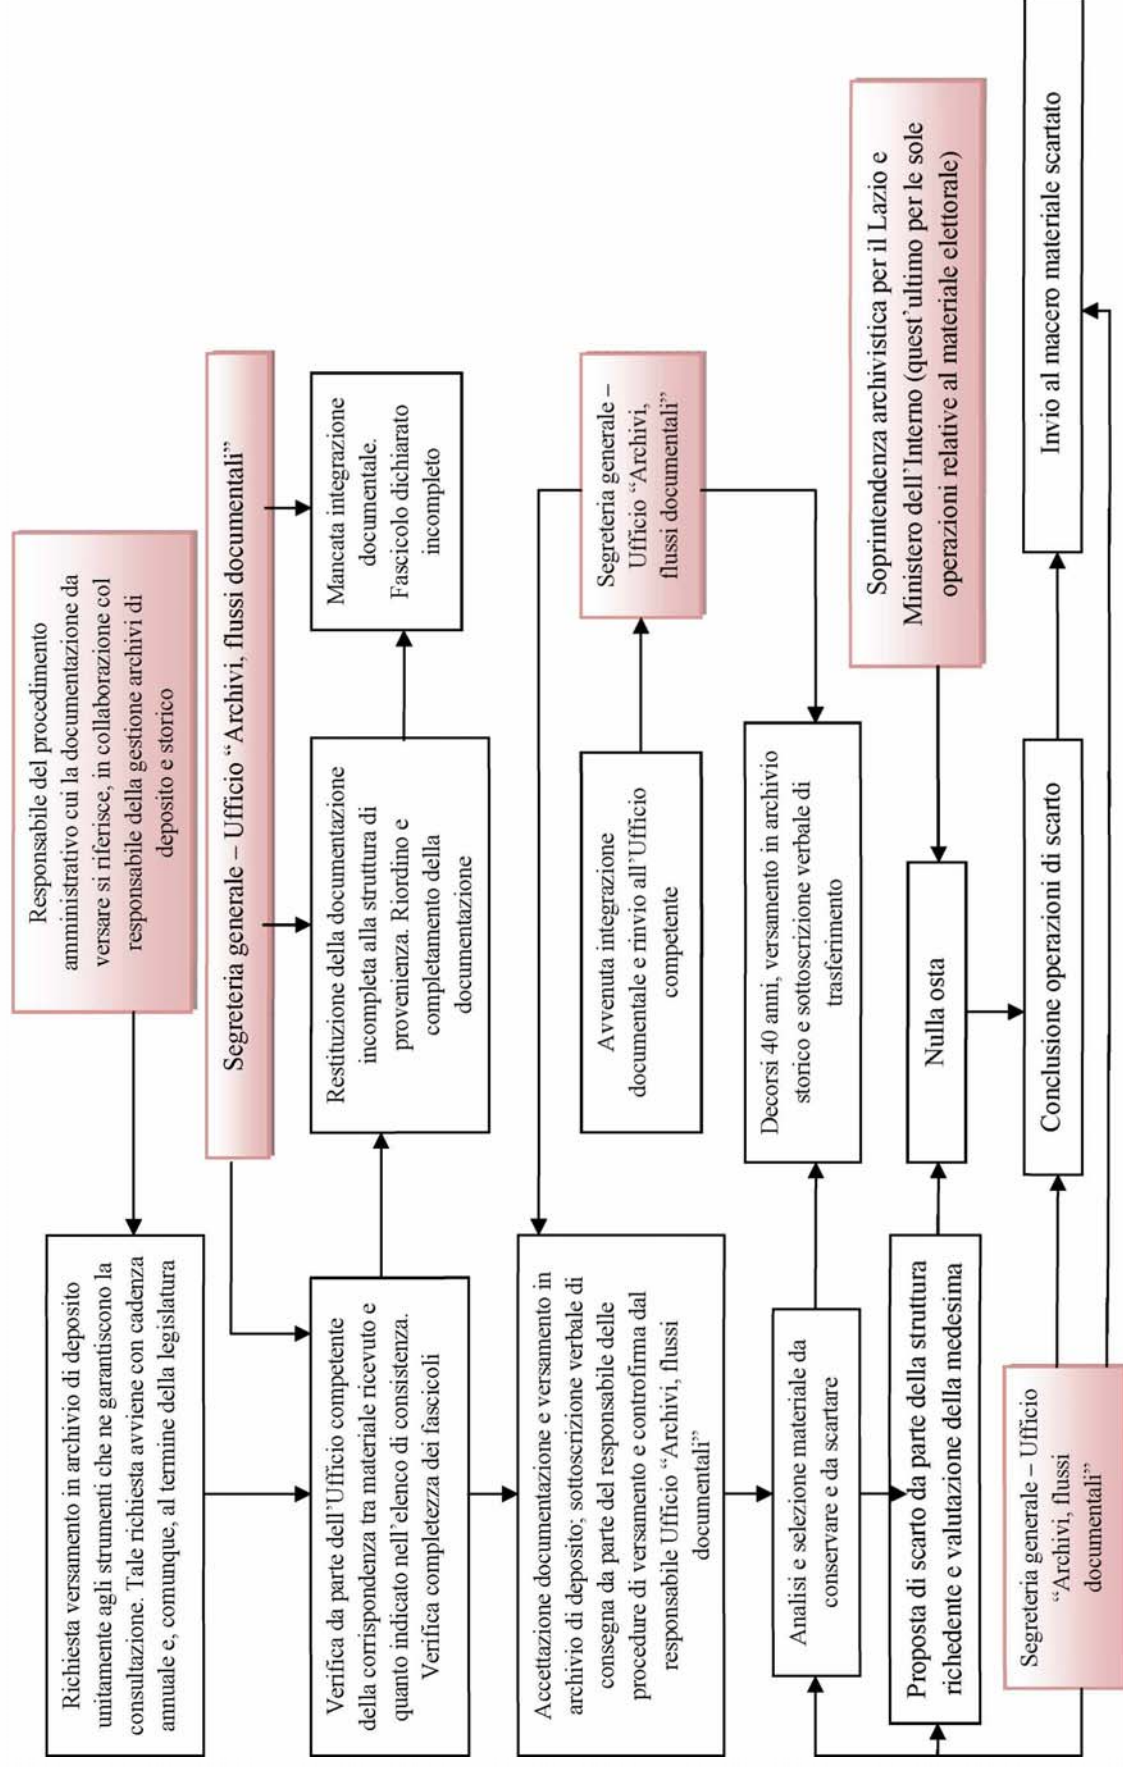 Responsabile del procedimento
amministrativo cui la documentazione da
versare si riferisce, in collaborazione col
responsabile della gestione archivi di
deposito e storico
Richiesta versamento in archivio di deposito
unitamente agli strumenti che ne garantiscono la
consultazione. Tale richiesta avviene con cadenza
annuale e, comunque, al termine della legislatura
Segreteria generale – Ufficio “Archivi, flussi documentali”
Verifica da parte dell’Ufficio competente
della corrispondenza tra materiale ricevuto e
quanto indicato nell’elenco di consistenza.
Verifica completezza dei fascicoli
Restituzione della documentazione
incompleta alla struttura di
provenienza. Riordino e
completamento della
documentazione
Mancata integrazione
documentale.
Fascicolo dichiarato
incompleto
Accettazione documentazione e versamento in
archivio di deposito; sottoscrizione verbale di
consegna da parte del responsabile delle
procedure di versamento e controfirma dal
responsabile Ufficio “Archivi, flussi
documentali”
Avvenuta integrazione
documentale e rinvio all’Ufficio
competente
Segreteria generale –
Ufficio “Archivi,
flussi documentali”
Analisi e selezione materiale da
conservare e da scartare
Decorsi 40 anni, versamento in archivio
storico e sottoscrizione verbale di
trasferimento
Soprintendenza archivistica per il Lazio e
Ministero dell’Interno (quest’ultimo per le sole
operazioni relative al materiale elettorale)
Proposta di scarto da parte della struttura
richedente e valutazione della medesima
Nulla osta
Segreteria generale – Ufficio
“Archivi, flussi
documentali”
Conclusione operazioni di scarto
Invio al macero materiale scartato